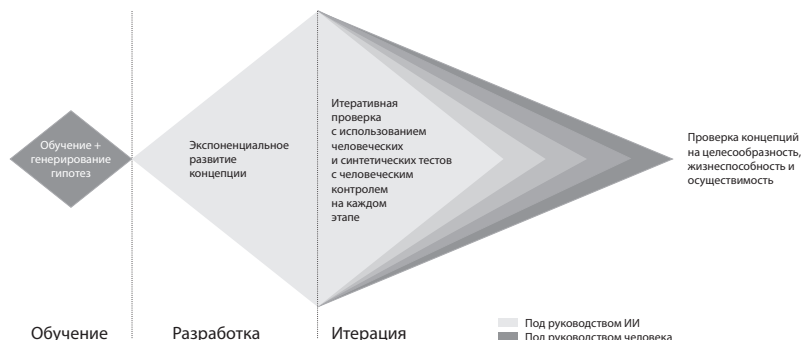 Обучение +
генерирование
гипотез
Экспоненциальное
развитие
концепции
Итеративная
проверка
с использованием
человеческих
и синтетических тестов
с человеческим
контролем
на каждом
этапе
Проверка концепций
на целесообразность,
жизнеспособность и
осуществимость
Обучение
Разработка
Итерация
Под руководством ИИ
Под руководством человека